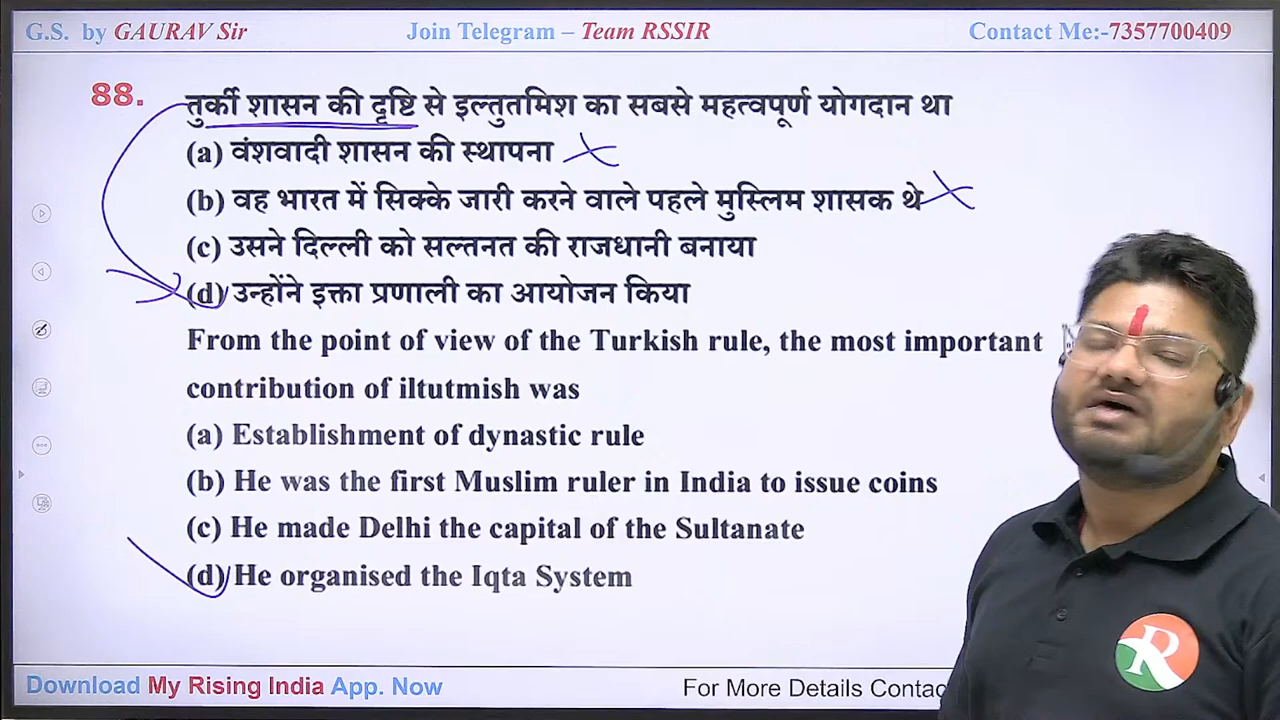 G.S. by GAURAV Sir Join Telegram – Team RSSIR Contact Me:-7357700409
88. तुर्की शासन की दृष्टि से इल्तुतमिश का सबसे महत्वपूर्ण योगदान था
(a) वंशवादी शासन की स्थापना
(b) वह भारत में सिक्के जारी करने वाले पहले मुस्लिम शासक थे
(c) उसने दिल्ली को सल्तनत की राजधानी बनाया
(d) उन्होंने इक्ता प्रणाली का आयोजन किया
From the point of view of the Turkish rule, the most important
contribution of iltutmish was
(a) Establishment of dynastic rule
(b) He was the first Muslim ruler in India to issue coins
(c) He made Delhi the capital of the Sultanate
(d) He organised the Iqta System
R
Download My Rising India App. Now For More Details